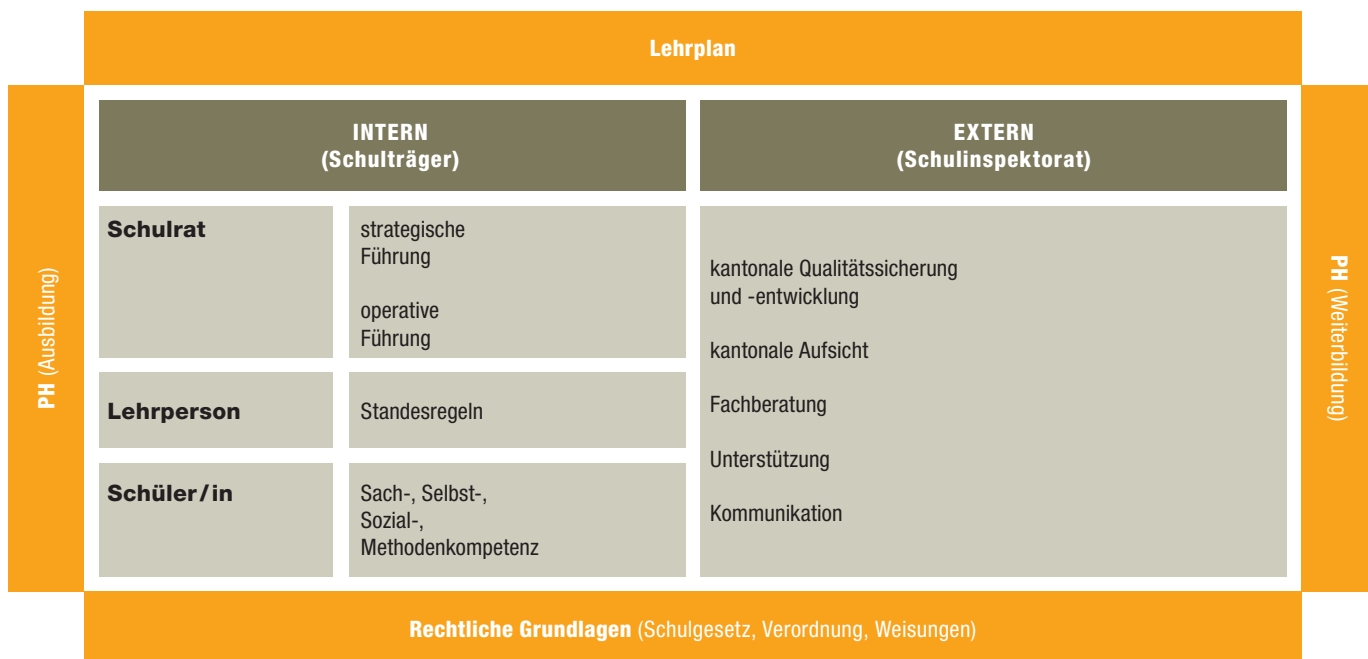 Lehrplan
PH (Ausbildung)
INTERN
(Schulträger)
EXTERN
(Schulinspektorat)
Schulrat
strategische
Führung
operative
Führung
Lehrperson
Standesregeln
Schüler/in
Sach-, Selbst-,
Sozial-,
Methodenkompetenz
kantonale Qualitätssicherung
und -entwicklung
kantonale Aufsicht
Fachberatung
Unterstützung
Kommunikation
PH (Weiterbildung)
Rechtliche Grundlagen (Schulgesetz, Verordnung, Weisungen)